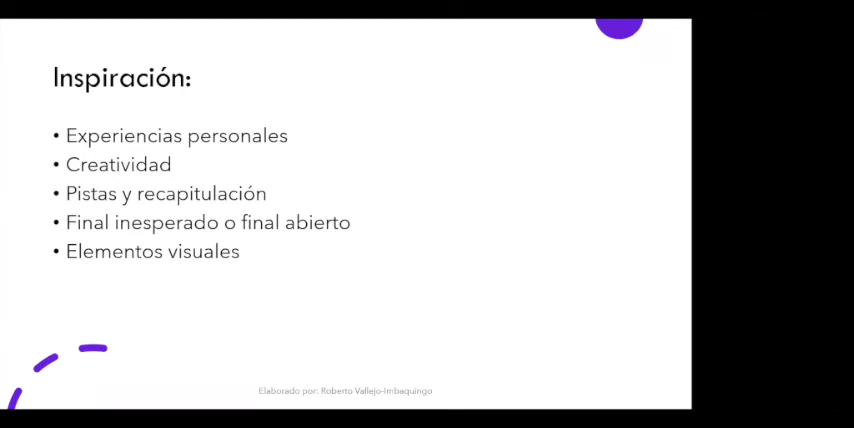 Inspiración:
• Experiencias personales
• Creatividad
• Pistas y recapitulación
• Final inesperado o final abierto
• Elementos visuales
Elaborado por: Roberto Vallejo-Imbaquingo